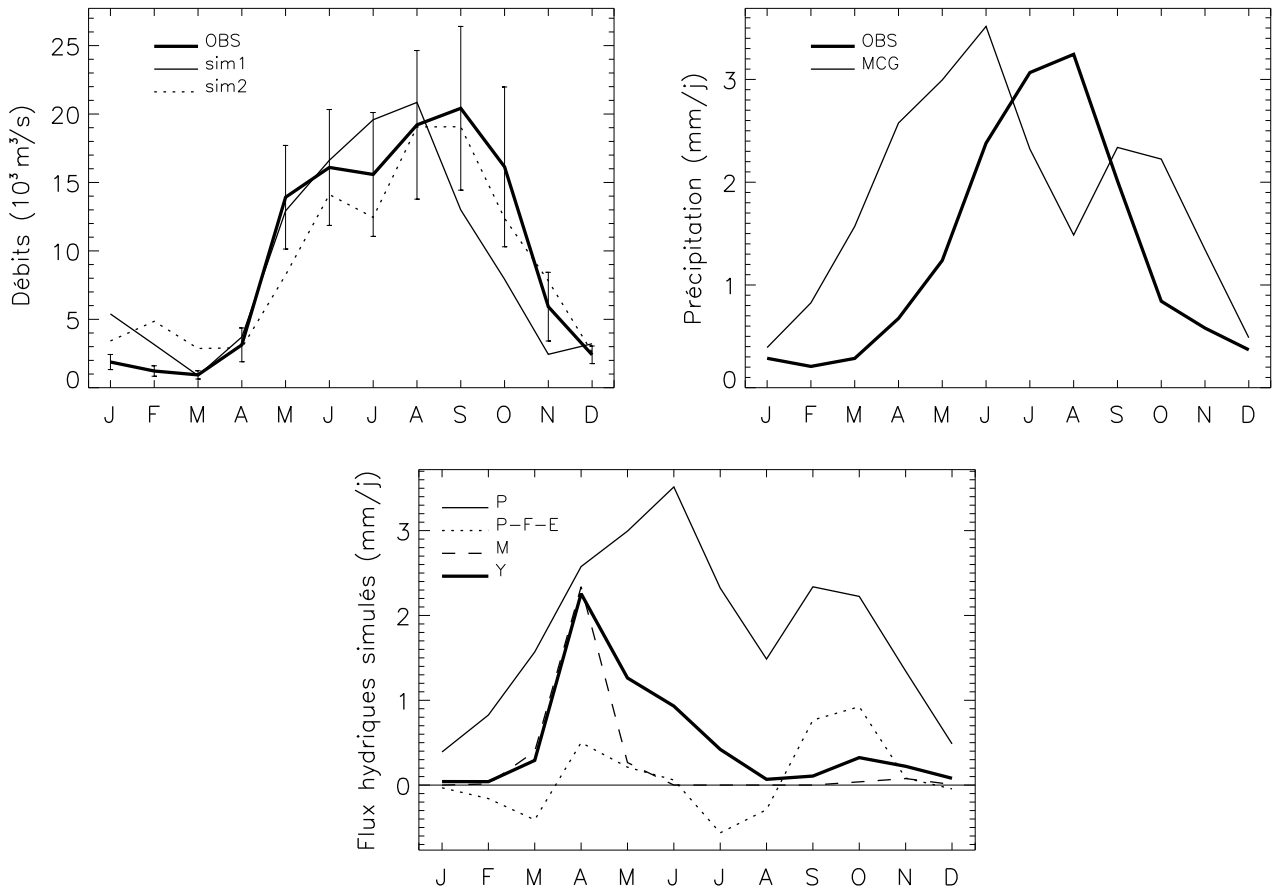 Débits (10³ m³/s)
25
20
15
10
5
0
OBS
sim1
sim2
J F M A M J J A S O N D
Précipitation (mm/j)
3
2
1
0
OBS
MCG
J F M A M J J A S O N D
Flux hydriques simulés (mm/j)
3
2
1
0
P
P-F-E
M
Y
J F M A M J J A S O N D